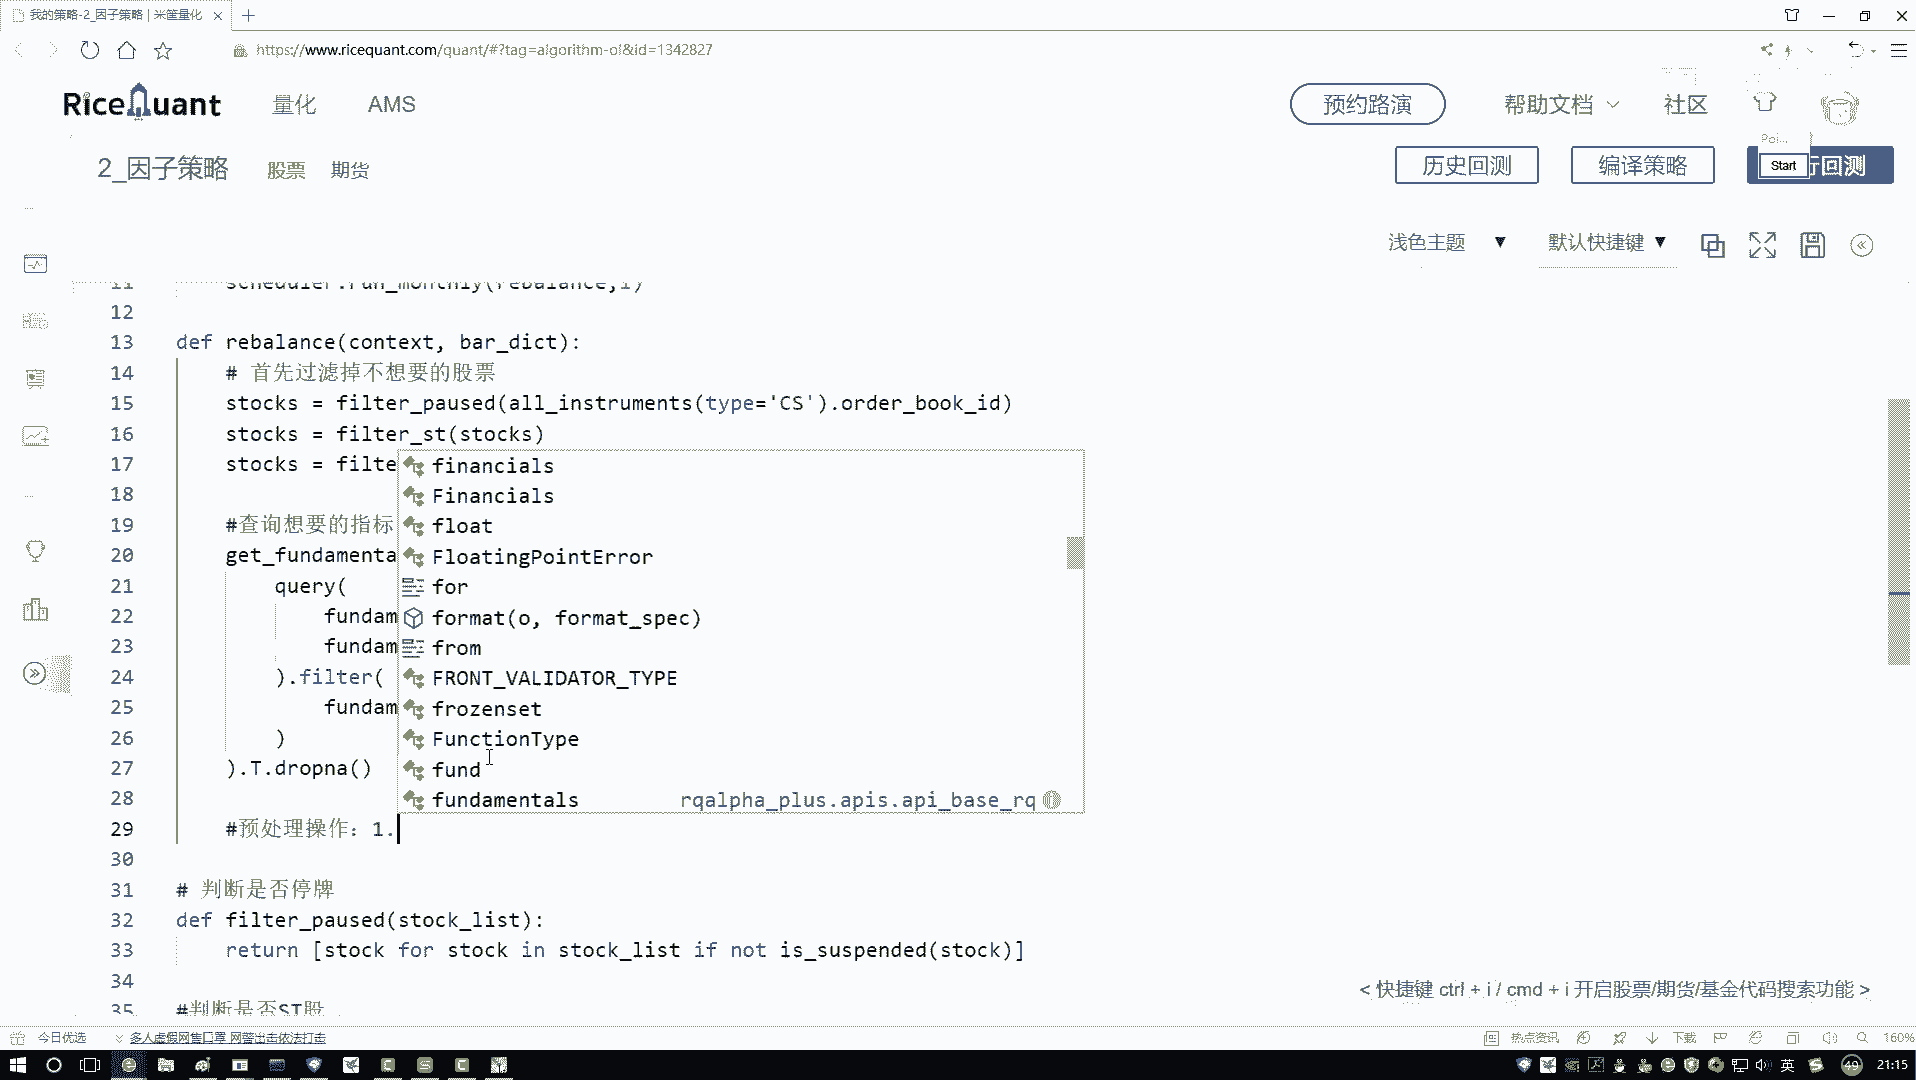 我的策略-2_因子策略 | 米筐量化
https://www.ricequant.com/quant/#?tag=algorithm-ol&id=1342827
RiceQuant 量化 AMS 预约路演 帮助文档 社区
Poi...
2_因子策略 股票 期货 历史回测 编译策略 Start 行回测
浅色主题 默认快捷键
11 scheduler.run_monthly(rebalance,1)
12
13 def rebalance(context, bar_dict):
14 # 首先过滤掉不想要的股票
15 stocks = filter_paused(all_instruments(type='CS').order_book_id)
16 stocks = filter_st(stocks)
17 stocks = filte
18
19 #查询想要的指标
20 get_fundamenta
21 query(
22 fundam
23 fundam
24 ).filter(
25 fundam
26 )
27 ).T.dropna()
28
29 #预处理操作：1.
30
31 # 判断是否停牌
32 def filter_paused(stock_list):
33 return [stock for stock in stock_list if not is_suspended(stock)]
34
35 #判断是否ST股
financials
Financials
float
FloatingPointError
for
format(o, format_spec)
from
FRONT_VALIDATOR_TYPE
frozenset
FunctionType
fund
fundamentals rqalpha_plus.apis.api_base_rq
< 快捷键 ctrl + i / cmd + i 开启股票/期货/基金代码搜索功能 >
今日优选 多人虚假网售口罩 网警出击依法打击 热点资讯 下载 160%
英 49 21:15